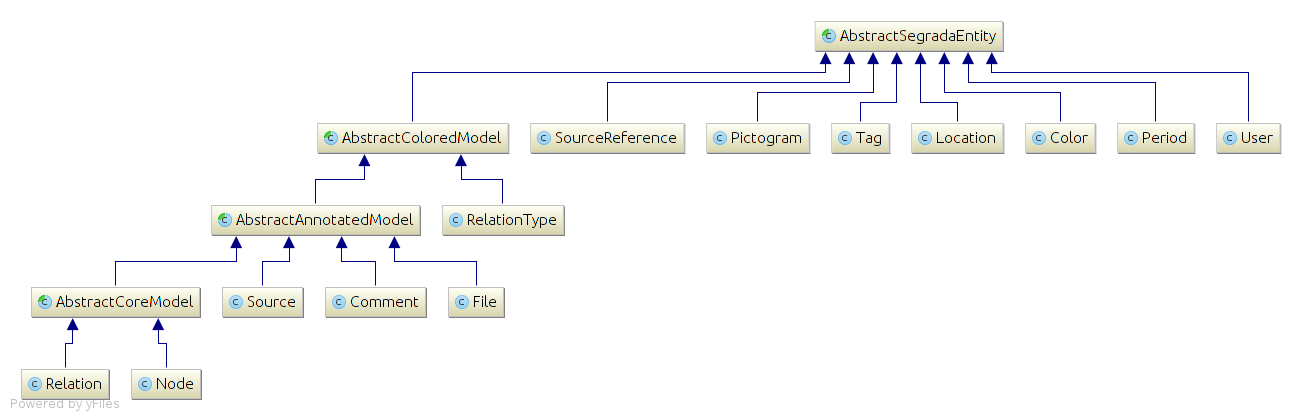 AbstractSegradaEntity
AbstractColoredModel
SourceReference
Pictogram
Tag
Location
Color
Period
User
AbstractAnnotatedModel
RelationType
AbstractCoreModel
Source
Comment
File
Relation
Node
Powered by yFiles